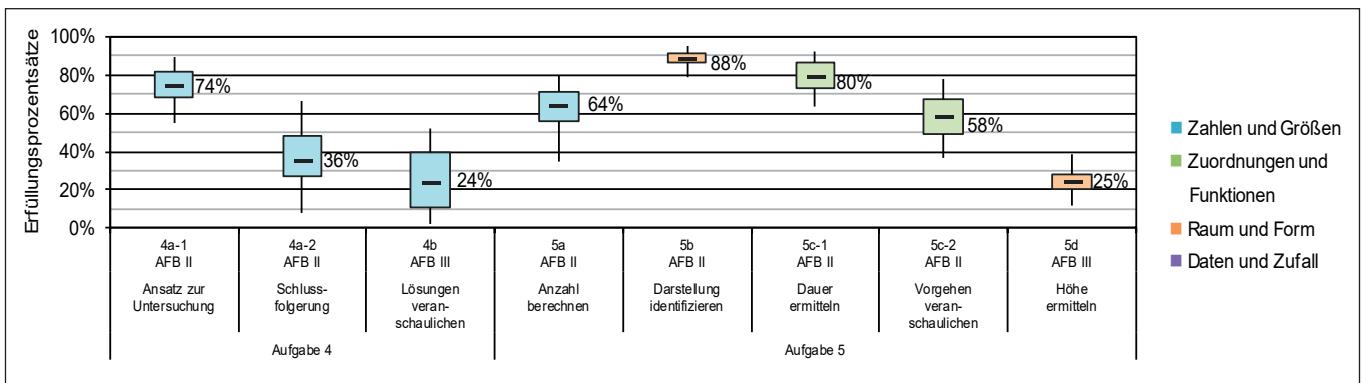 Erfüllungsprozentsätze
100%
80%
60%
40%
20%
0%
74%
36%
24%
64%
88%
80%
58%
25%
4a-1
AFB II
Ansatz zur
Untersuchung
4a-2
AFB II
Schluss-
folgerung
4b
AFB III
Lösungen
veran-
schaulichen
5a
AFB II
Anzahl
berechnen
5b
AFB II
Darstellung
identifizieren
5c-1
AFB II
Dauer
ermitteln
5c-2
AFB II
Vorgehen
veran-
schaulichen
5d
AFB III
Höhe
ermitteln
Aufgabe 4
Aufgabe 5
Zahlen und Größen
Zuordnungen und
Funktionen
Raum und Form
Daten und Zufall